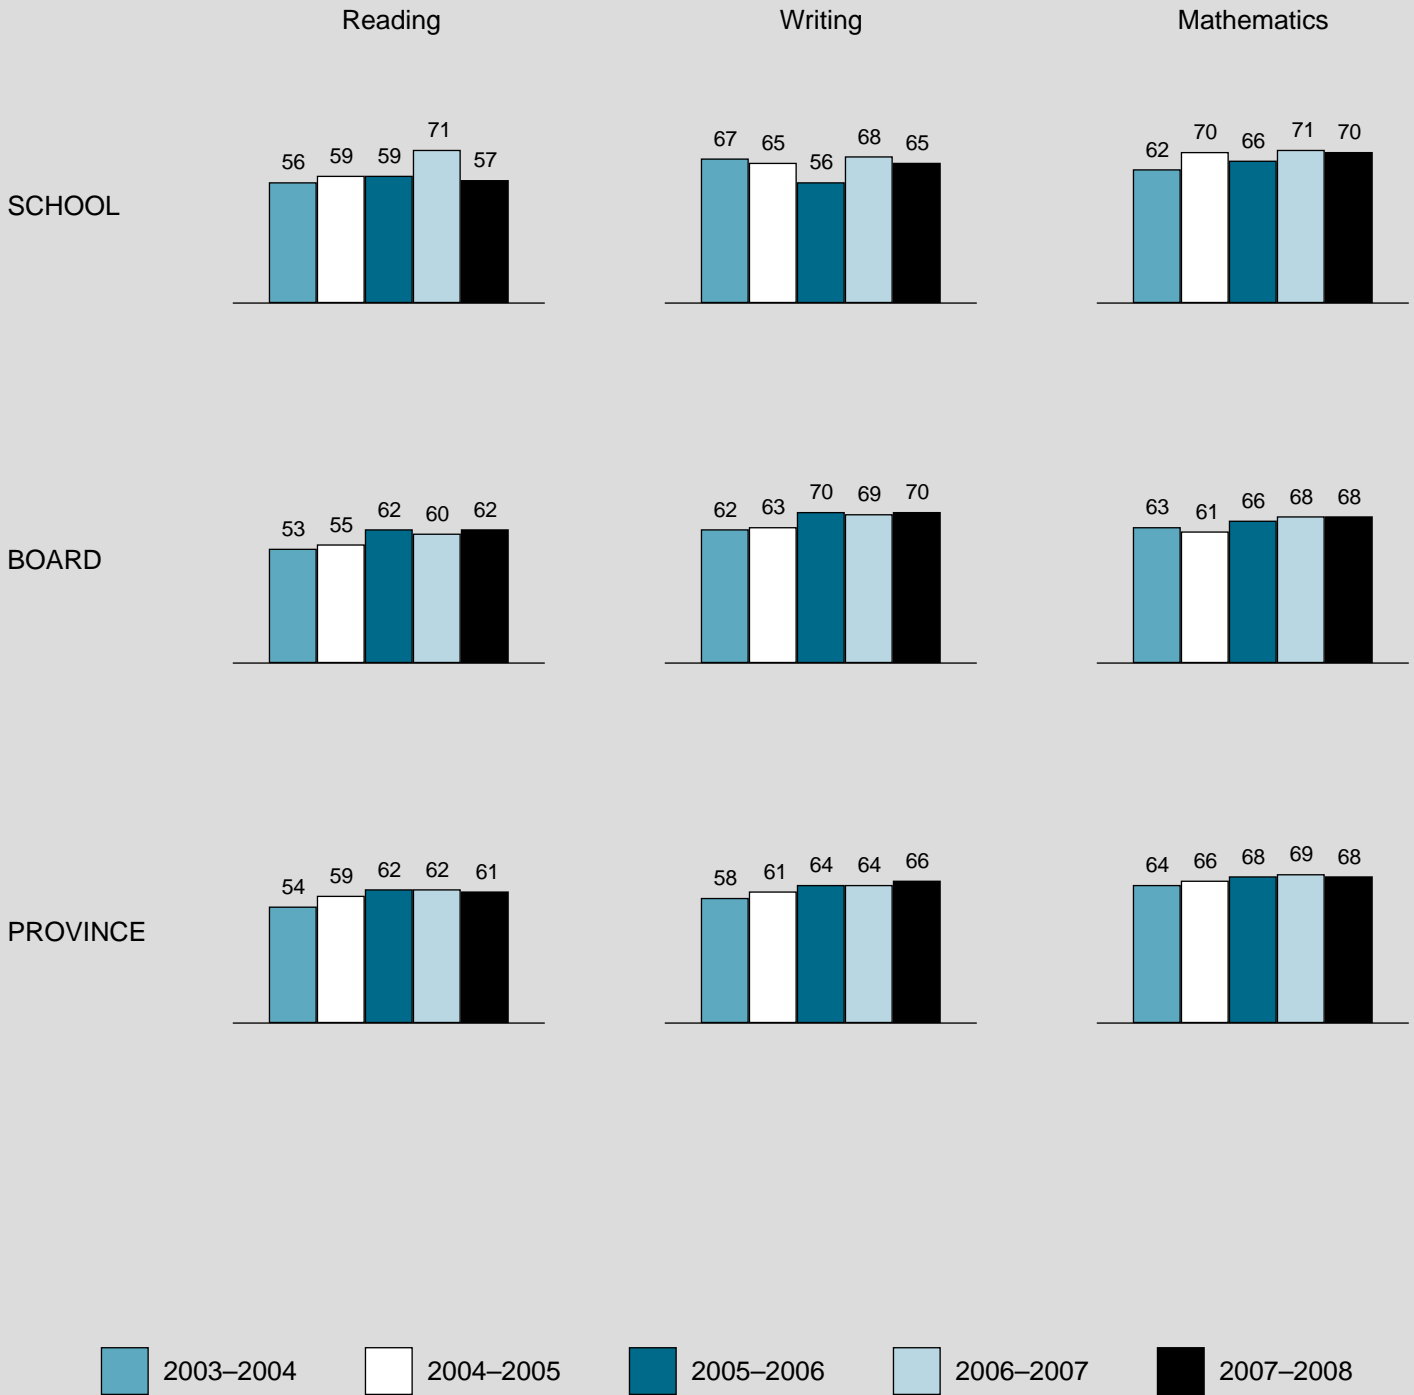 Reading Writing Mathematics
56 59 59 71 57
67 65 56 68 65
62 70 66 71 70
SCHOOL
53 55 62 60 62
62 63 70 69 70
63 61 66 68 68
BOARD
54 59 62 62 61
58 61 64 64 66
64 66 68 69 68
PROVINCE
2003–2004 2004–2005 2005–2006 2006–2007 2007–2008